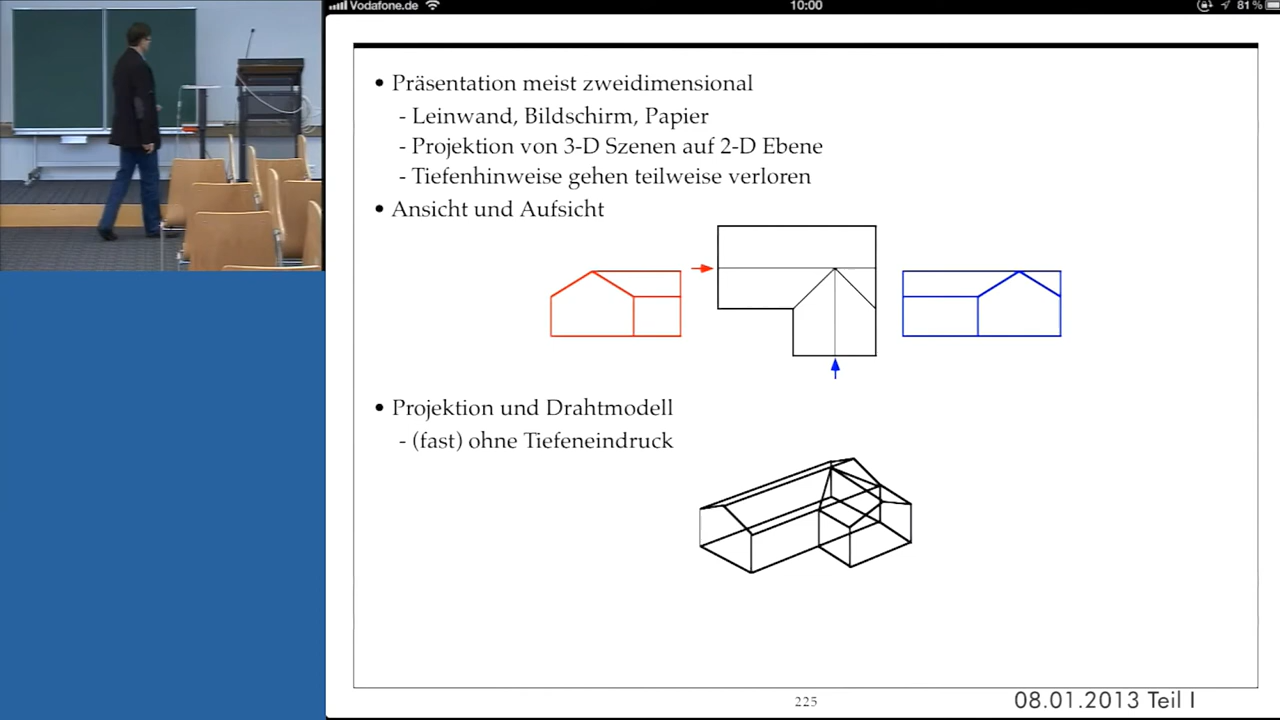 Vodafone.de
10:00
81 %
• Präsentation meist zweidimensional
- Leinwand, Bildschirm, Papier
- Projektion von 3-D Szenen auf 2-D Ebene
- Tiefenhinweise gehen teilweise verloren
• Ansicht und Aufsicht
• Projektion und Drahtmodell
- (fast) ohne Tiefeneindruck
225
08.01.2013 Teil I